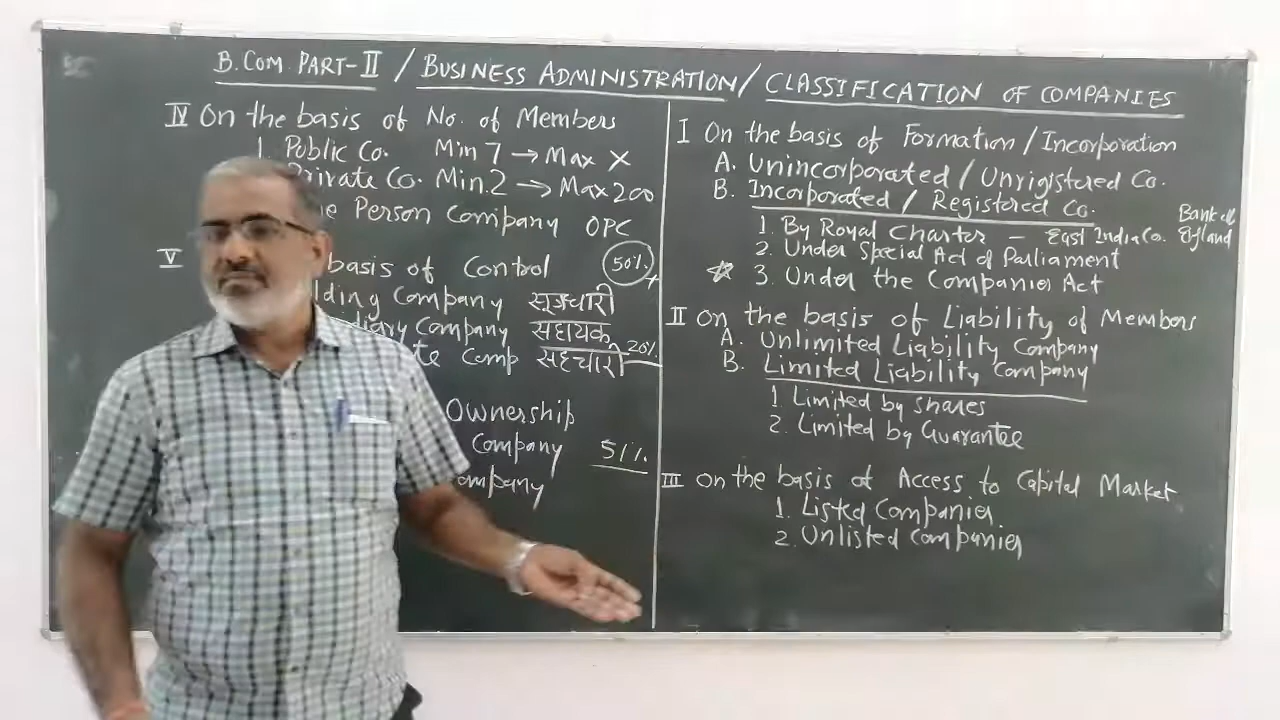 B.COM. PART-II / BUSINESS ADMINISTRATION / CLASSIFICATION OF COMPANIES
I On the basis of Formation / Incorporation
A. Unincorporated / Unrigistered Co.
B. Incorporated / Registered Co.
1. By Royal Charter – East India Co. Bank of England
2. Under Special Act of Parliament
3. Under the Companies Act
II On the basis of Liability of Members
A. Unlimited Liability Company
B. Limited Liability Company
1 Limited by Shares
2. Limited by Guarantee
III On the basis of Access to Capital Market
1. Listed Companies
2. Unlisted Companies
IV On the basis of No. of Members
1. Public Co. Min 7 → Max X
Private Co. Min. 2 → Max 200
Person Company OPC
V basis of Control 50%+
lding Company सूत्रधारी
idiary Company सहायक
te Comp सहचारी 20%
Ownership
Company 51%
ompany